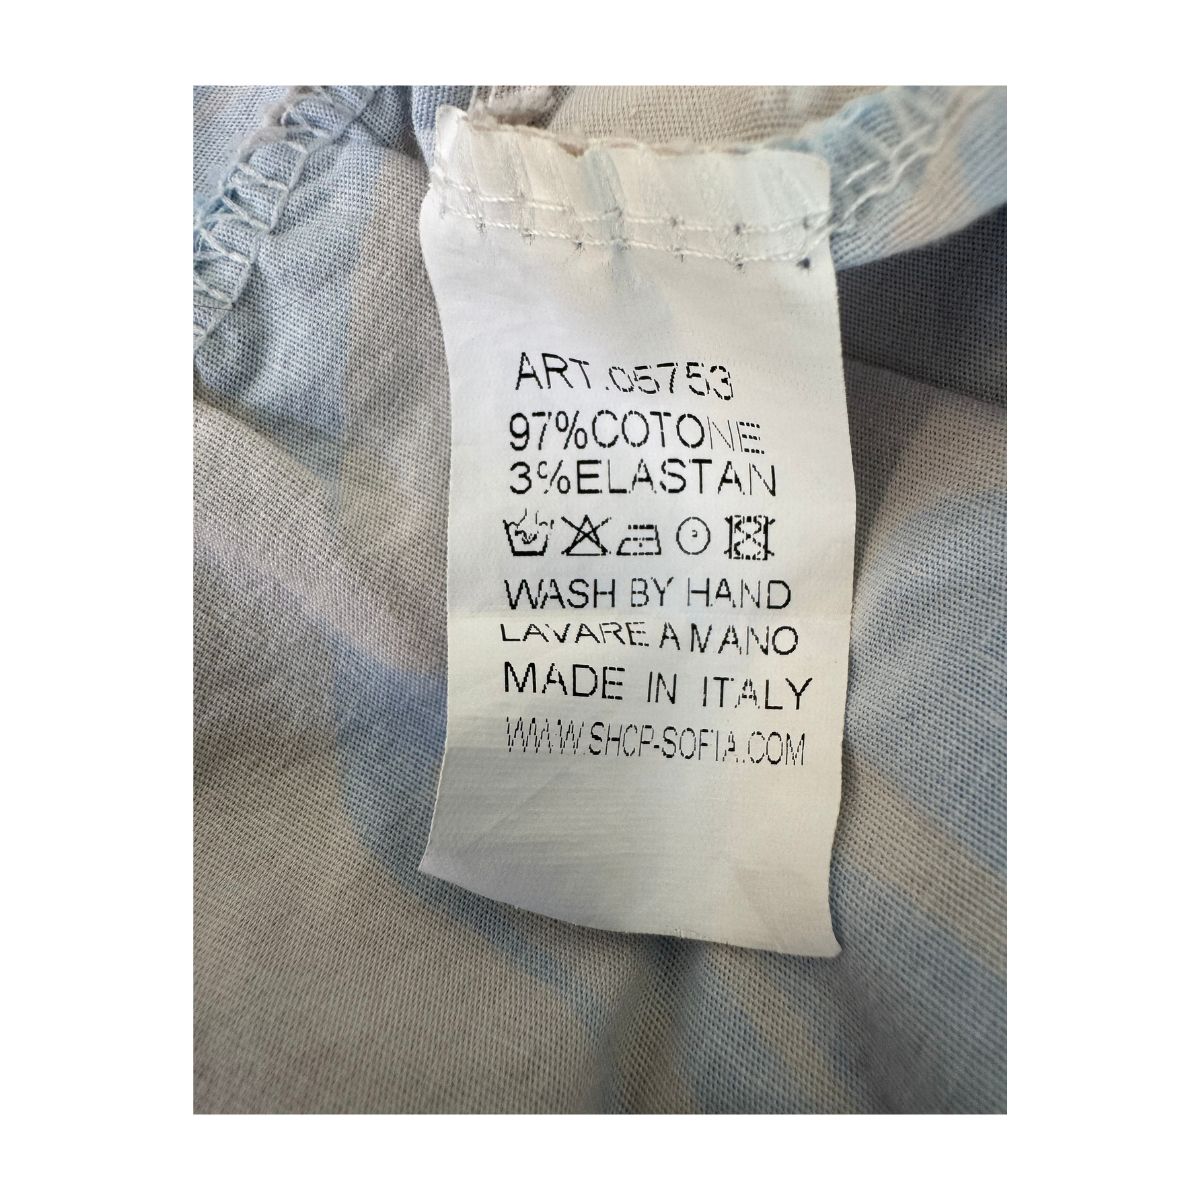 ART.05753
97%COTONE
3%ELASTAN
WASH BY HAND
LAVARE A MANO
MADE IN ITALY
WWW.SHOP-SOFIA.COM